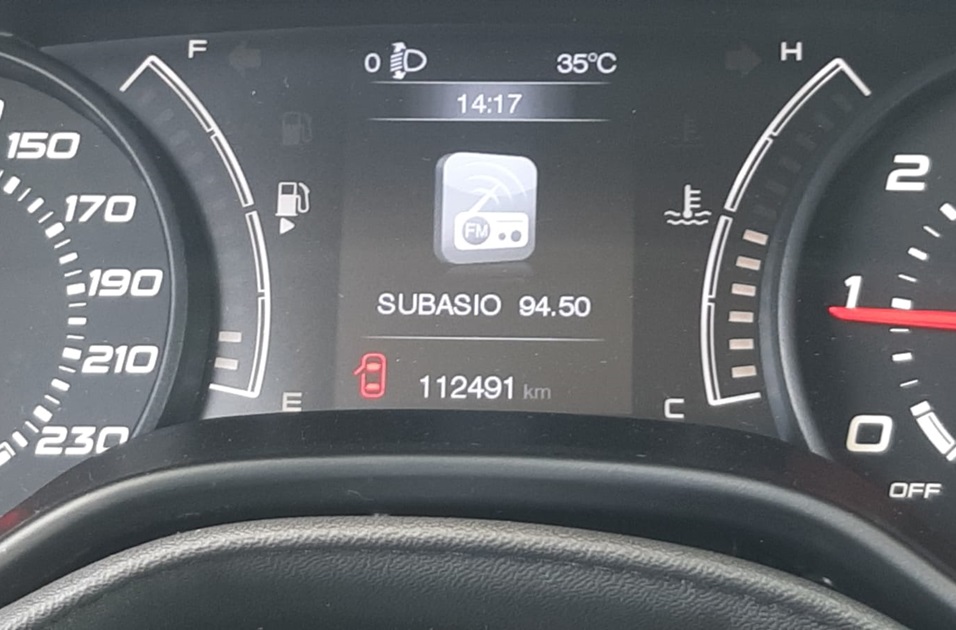 F
0 35°C
H
14:17
150
170
190
210
230
FM
SUBASIO 94.50
112491 km
E
C
2
1
0
OFF